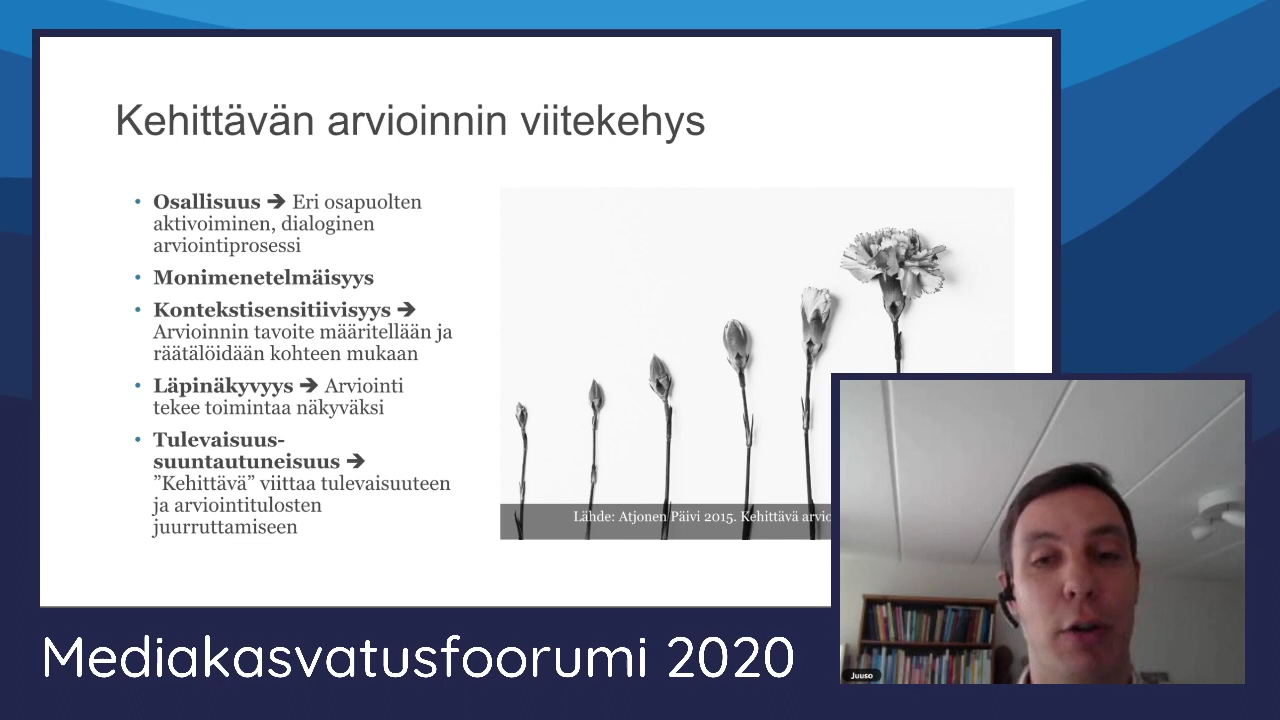 Kehittävän arvioinnin viitekehys
• Osallisuus ➔ Eri osapuolten
aktivoiminen, dialoginen
arviointiprosessi
• Monimenetelmäisyys
• Kontekstisensitiivisyys ➔
Arvioinnin tavoite määritellään ja
räätälöidään kohteen mukaan
• Läpinäkyvyys ➔ Arviointi
tekee toimintaa näkyväksi
• Tulevaisuus-
suuntautuneisuus ➔
”Kehittävä” viittaa tulevaisuuteen
ja arviointitulosten
juurruttamiseen
Lähde: Atjonen Päivi 2015. Kehittävä
Juuso
Mediakasvatusfoorumi 2020